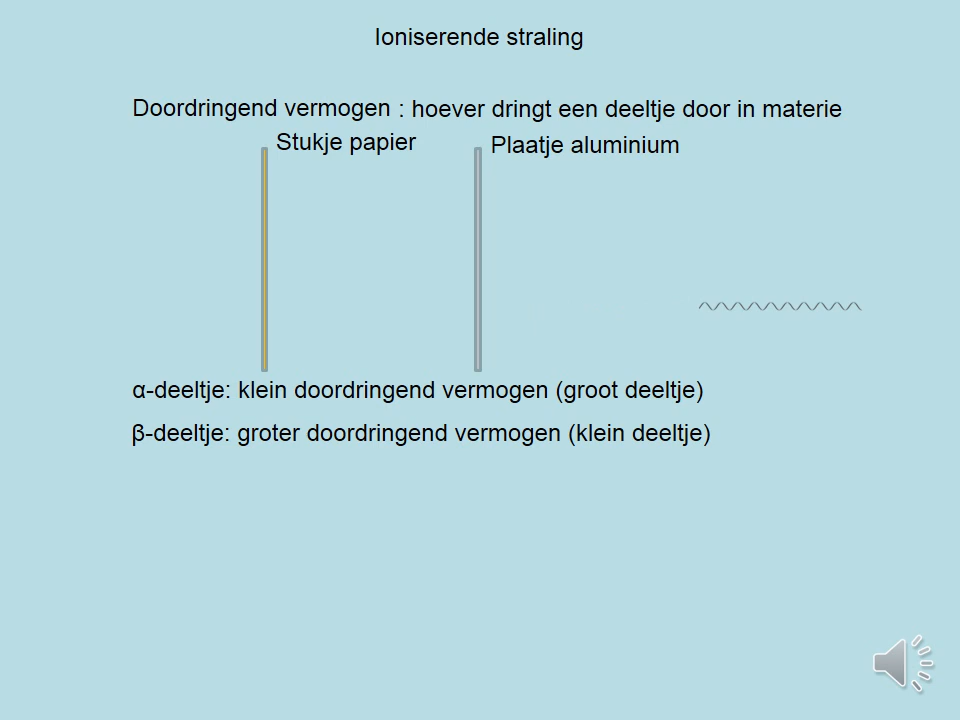 Ioniserende straling
Doordringend vermogen : hoever dringt een deeltje door in materie
Stukje papier
Plaatje aluminium
α-deeltje: klein doordringend vermogen (groot deeltje)
β-deeltje: groter doordringend vermogen (klein deeltje)